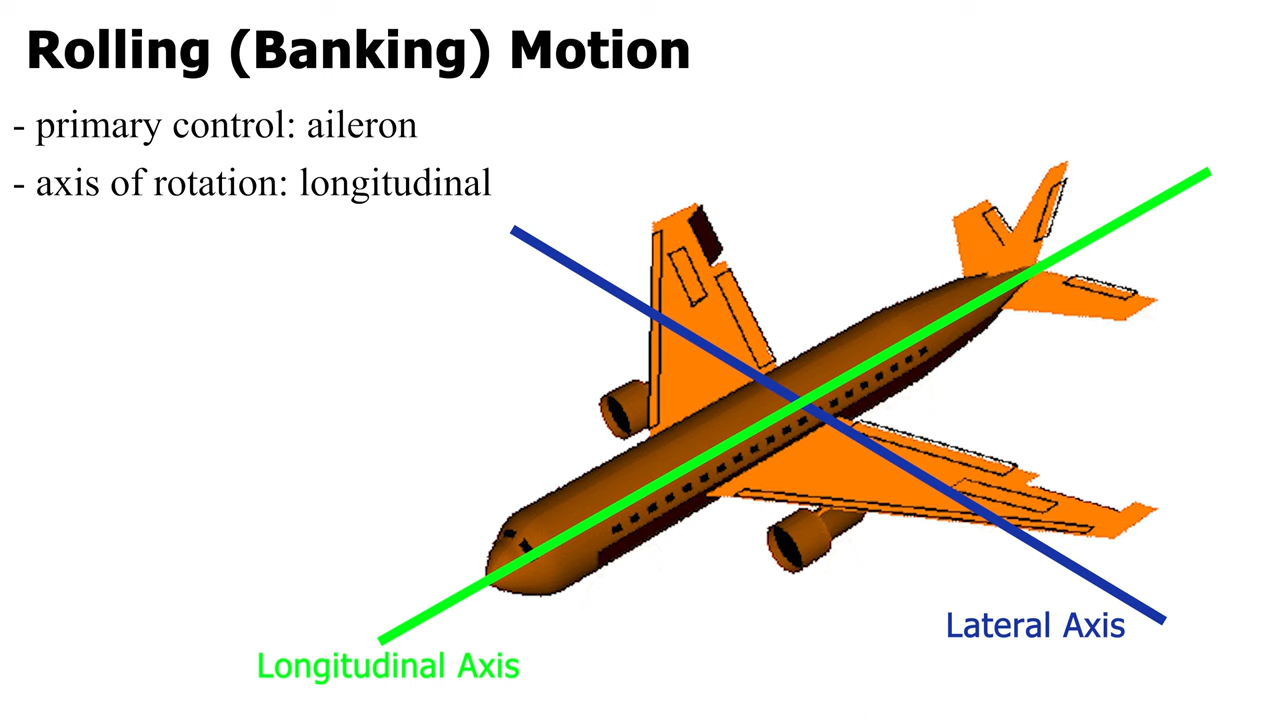 Rolling (Banking) Motion
- primary control: aileron
- axis of rotation: longitudinal
Lateral Axis
Longitudinal Axis